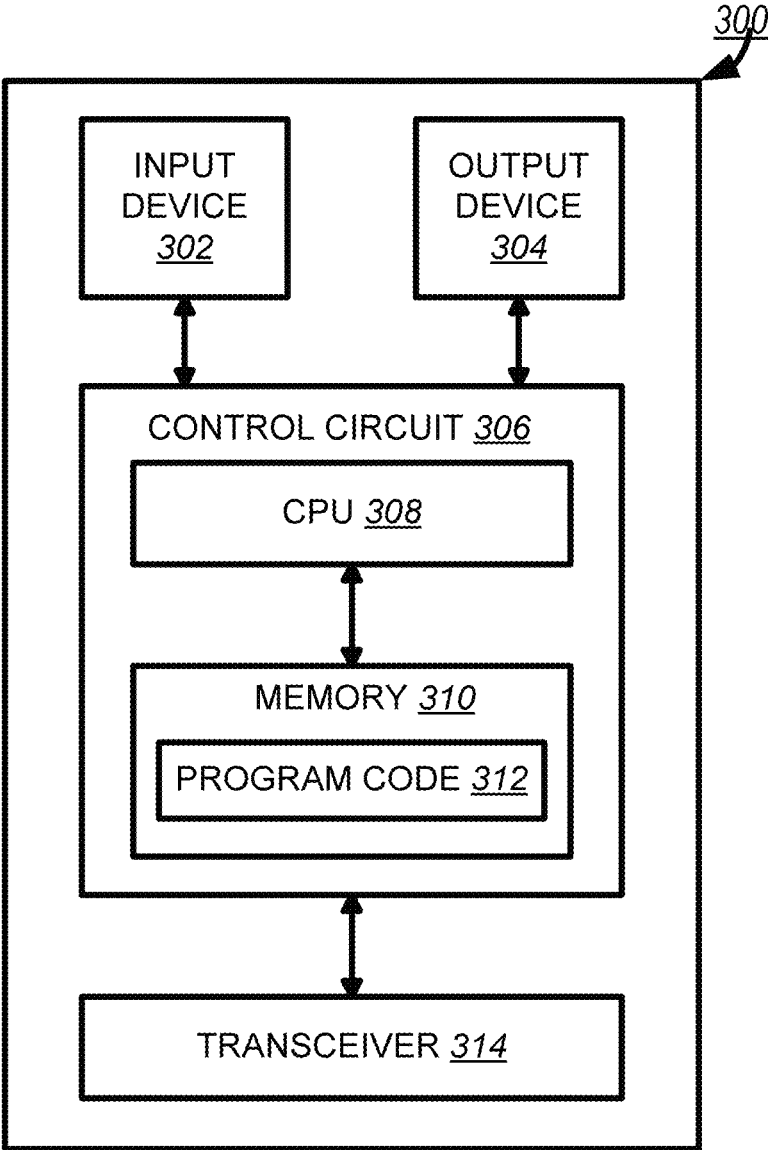 300
INPUT
DEVICE
302
OUTPUT
DEVICE
304
CONTROL CIRCUIT 306
CPU 308
MEMORY 310
PROGRAM CODE 312
TRANSCEIVER 314